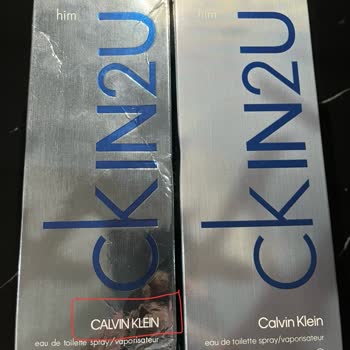 him
CKIN2U
CALVIN KLEIN
eau de toilette spray/vaporisateur
him
CKIN2U
Calvin Klein
eau de toilette spray/vaporisateur